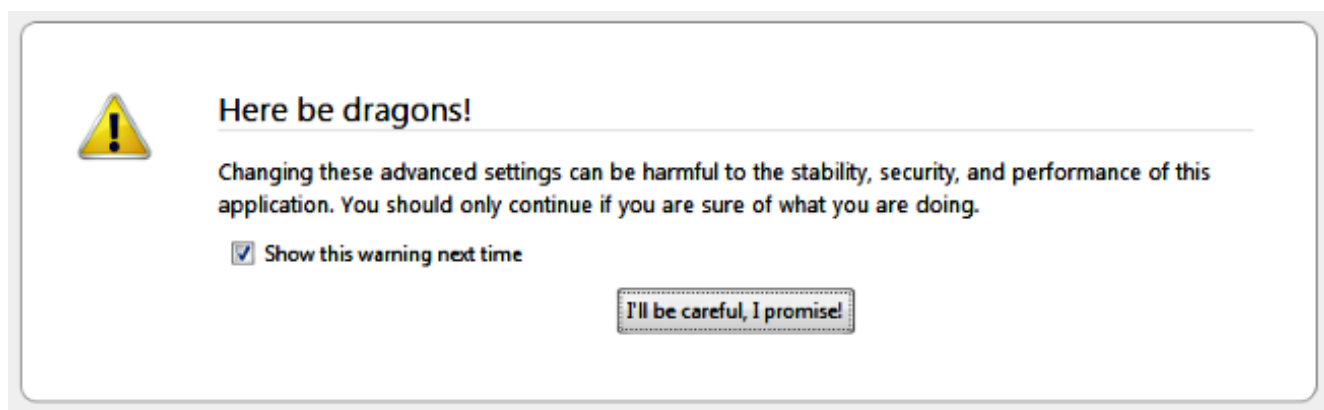 Here be dragons!
Changing these advanced settings can be harmful to the stability, security, and performance of this
application. You should only continue if you are sure of what you are doing.
Show this warning next time
I'll be careful, I promise!